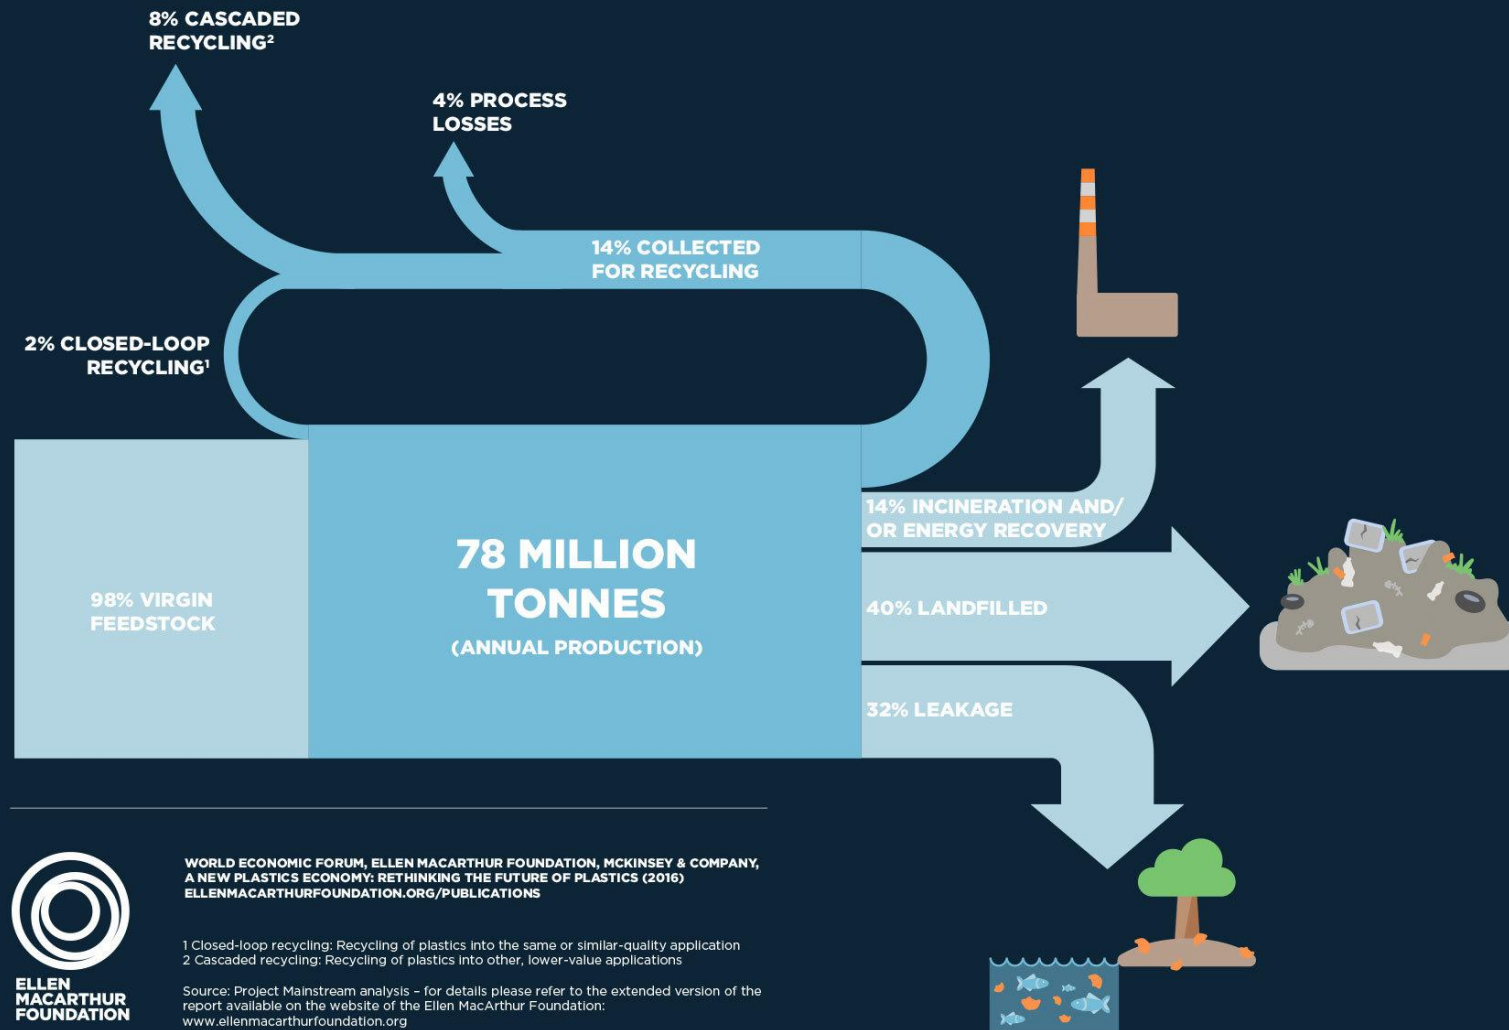 8% CASCADED
RECYCLING²
4% PROCESS
LOSSES
14% COLLECTED
FOR RECYCLING
2% CLOSED-LOOP
RECYCLING¹
98% VIRGIN
FEEDSTOCK
78 MILLION
TONNES
(ANNUAL PRODUCTION)
14% INCINERATION AND/
OR ENERGY RECOVERY
40% LANDFILLED
32% LEAKAGE
ELLEN
MACARTHUR
FOUNDATION
WORLD ECONOMIC FORUM, ELLEN MACARTHUR FOUNDATION, MCKINSEY & COMPANY,
A NEW PLASTICS ECONOMY: RETHINKING THE FUTURE OF PLASTICS (2016)
ELLENMACARTHURFOUNDATION.ORG/PUBLICATIONS
1 Closed-loop recycling: Recycling of plastics into the same or similar-quality application
2 Cascaded recycling: Recycling of plastics into other, lower-value applications
Source: Project Mainstream analysis – for details please refer to the extended version of the
report available on the website of the Ellen MacArthur Foundation:
www.ellenmacarthurfoundation.org